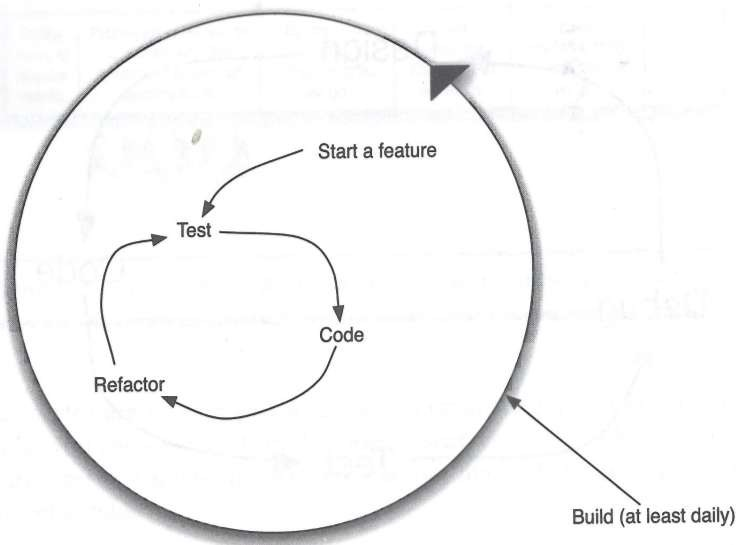 Start a feature
Test
Code
Refactor
Build (at least daily)